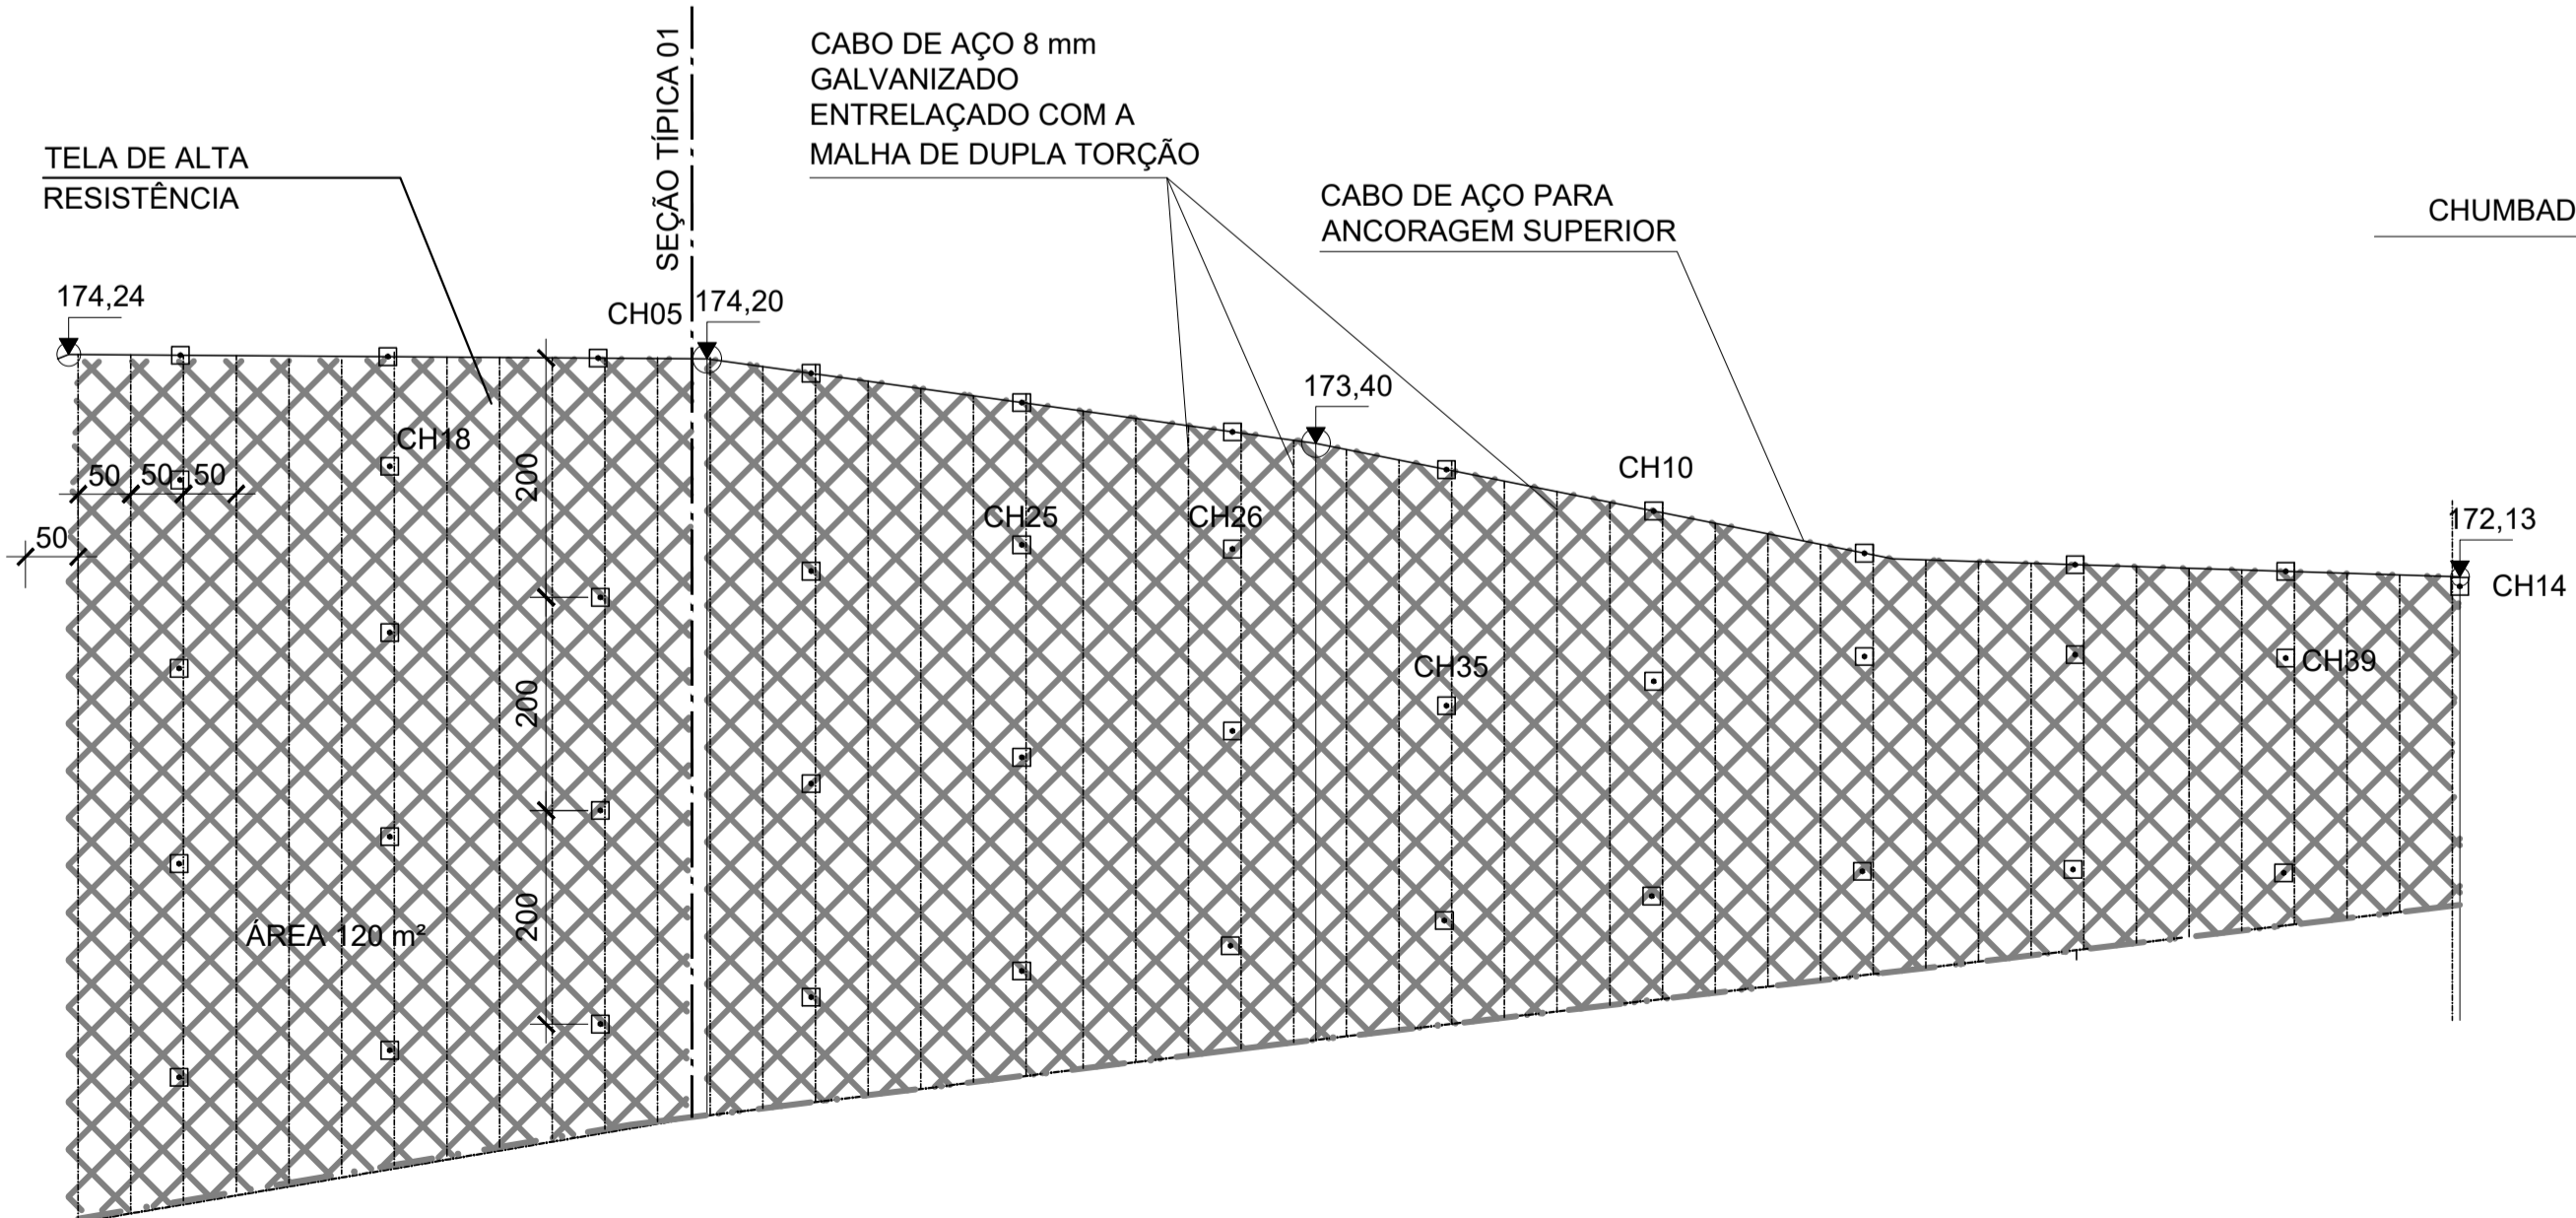 SEÇÃO TÍPICA 01
CABO DE AÇO 8 mm
GALVANIZADO
ENTRELAÇADO COM A
MALHA DE DUPLA TORÇÃO
TELA DE ALTA
RESISTÊNCIA
CABO DE AÇO PARA
ANCORAGEM SUPERIOR
CHUMBAD
174,24
CH05
174,20
173,40
CH18
CH10
50
50
50
200
CH25
CH26
172,13
50
CH14
CH35
CH39
200
200
ÁREA 120 m²